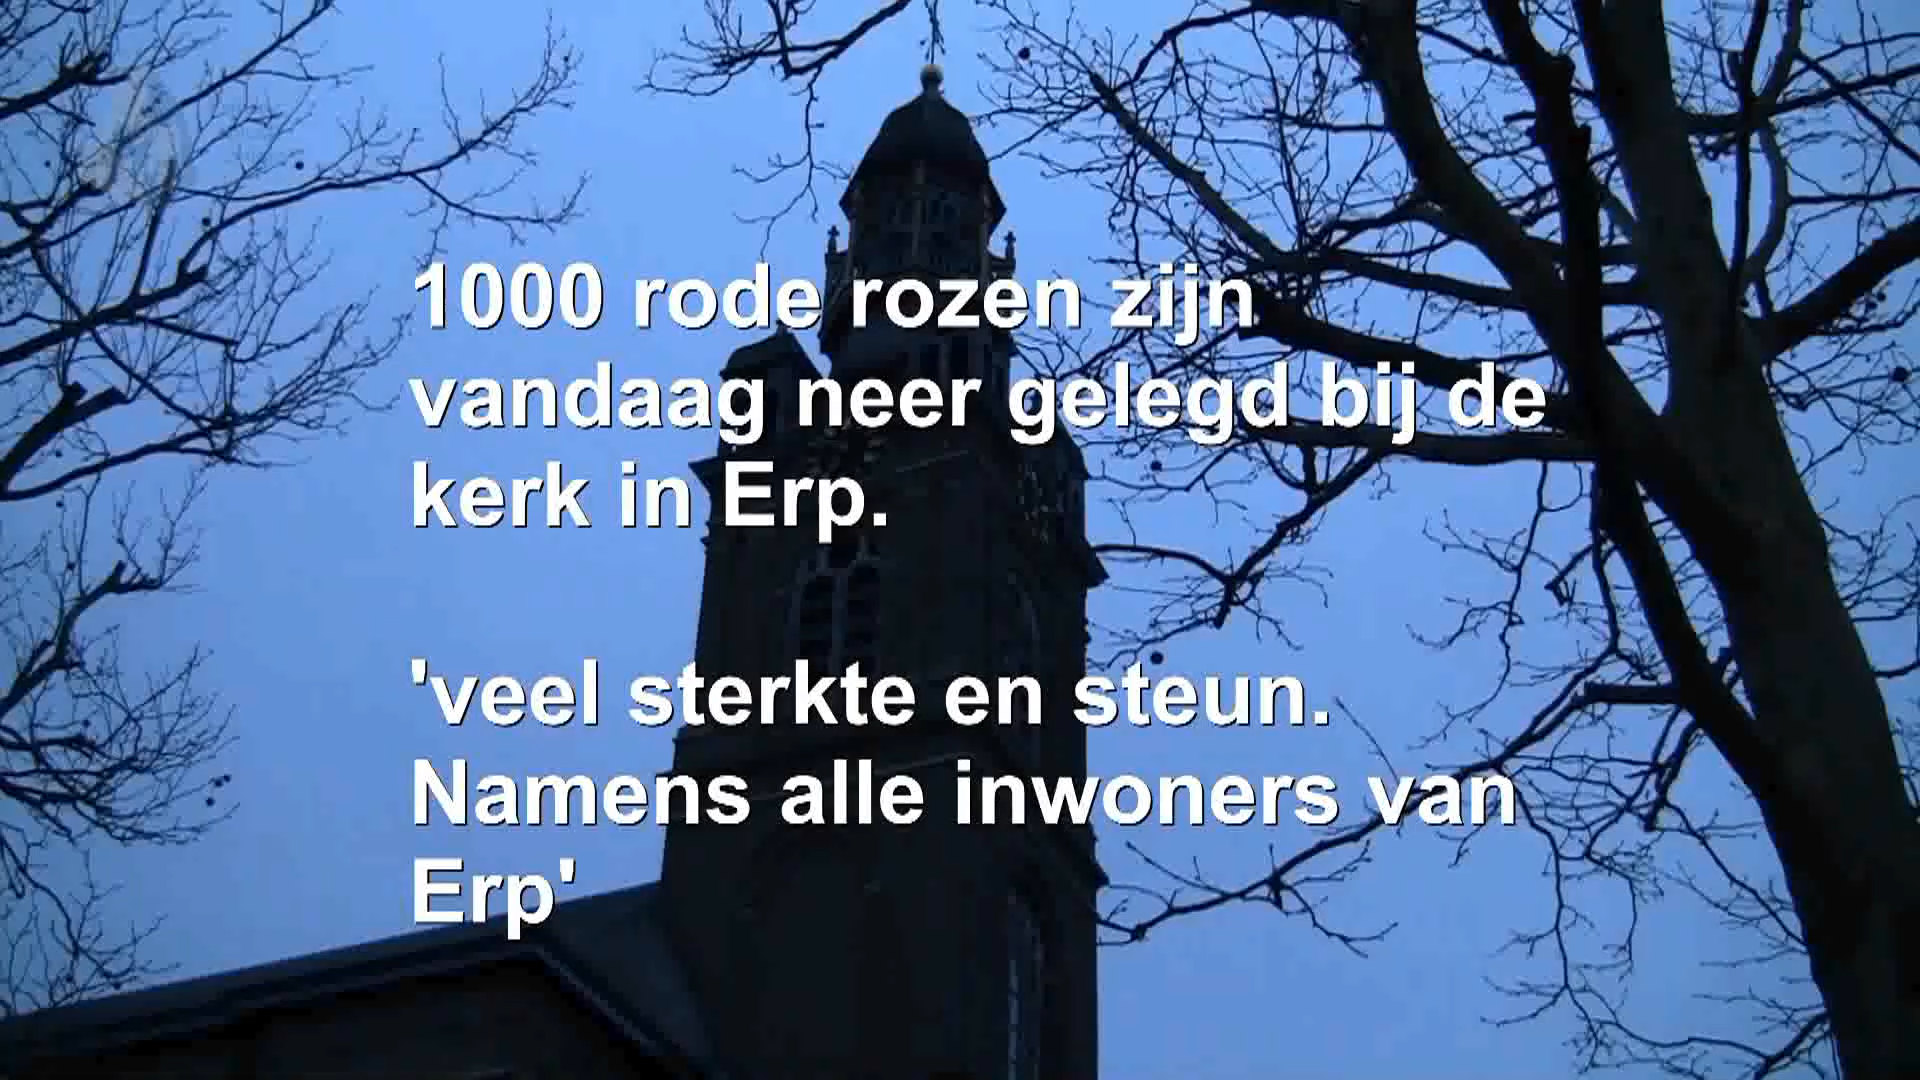 1000 rode rozen zijn
vandaag neer gelegd bij de
kerk in Erp.
'veel sterkte en steun.
Namens alle inwoners van
Erp'